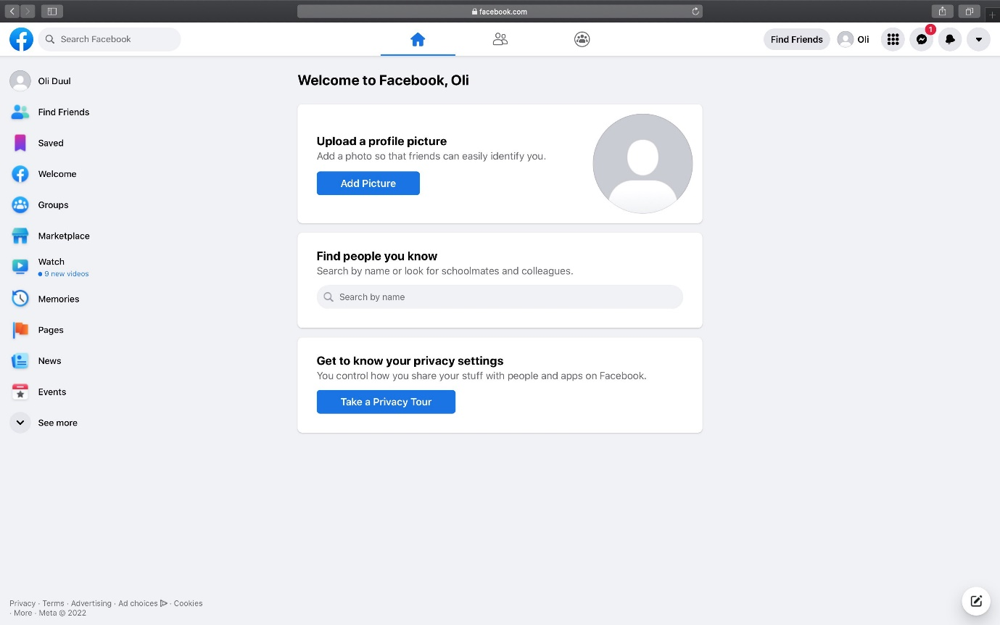 facebook.com
Search Facebook
Find Friends
Oli
1
Oli Duul
Find Friends
Saved
Welcome
Groups
Marketplace
Watch
9 new videos
Memories
Pages
News
Events
See more
Welcome to Facebook, Oli
Upload a profile picture
Add a photo so that friends can easily identify you.
Add Picture
Find people you know
Search by name or look for schoolmates and colleagues.
Search by name
Get to know your privacy settings
You control how you share your stuff with people and apps on Facebook.
Take a Privacy Tour
Privacy · Terms · Advertising · Ad choices · Cookies
· More · Meta © 2022